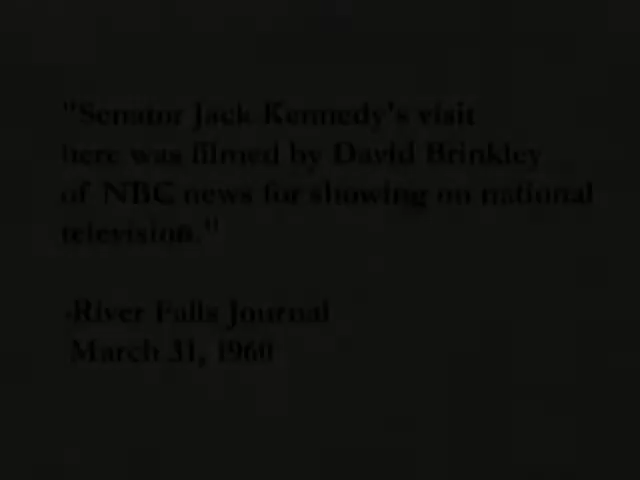 "Senator Jack Kennedy's visit
here was filmed by David Brinkley
of NBC news for showing on national
television."
-River Falls Journal
March 31, 1960